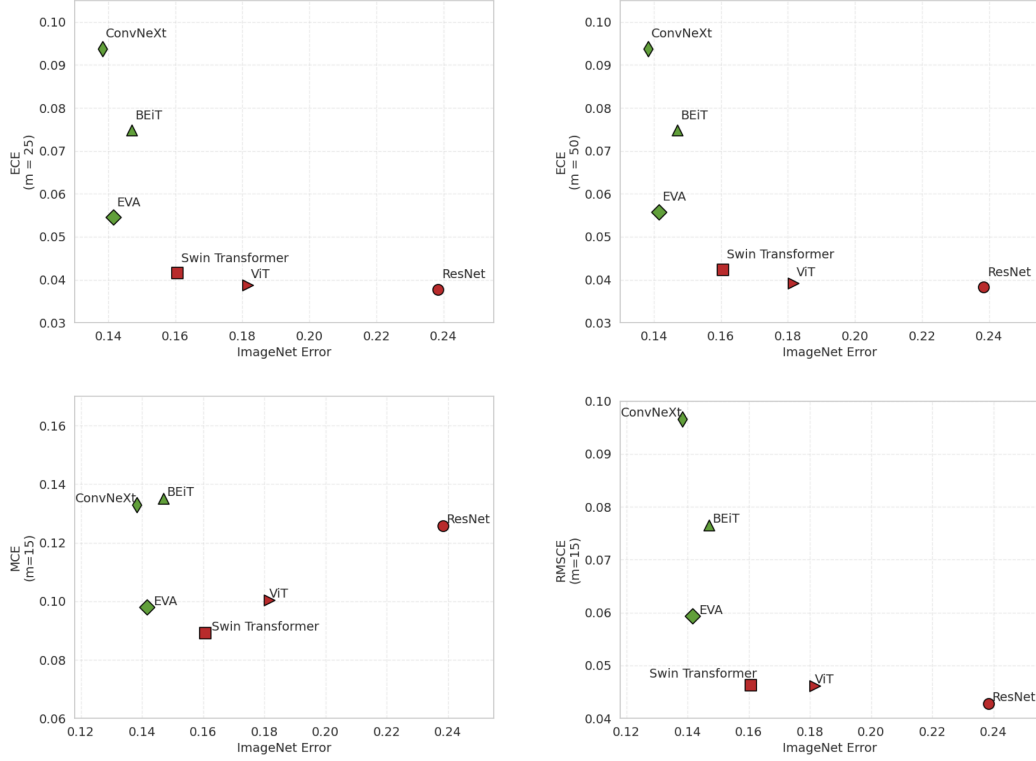 0.10
0.09
0.08
0.07
0.06
0.05
0.04
0.03
ECE
(m = 25)
ConvNeXt
BEiT
EVA
Swin Transformer
ViT
ResNet
0.14
0.16
0.18
0.20
0.22
0.24
ImageNet Error
0.10
0.09
0.08
0.07
0.06
0.05
0.04
0.03
ECE
(m = 50)
ConvNeXt
BEiT
EVA
Swin Transformer
ViT
ResNet
0.14
0.16
0.18
0.20
0.22
0.24
ImageNet Error
0.16
0.14
0.12
0.10
0.08
0.06
MCE
(m=15)
ConvNeXt
BEiT
ResNet
EVA
ViT
Swin Transformer
0.12
0.14
0.16
0.18
0.20
0.22
0.24
ImageNet Error
0.10
0.09
0.08
0.07
0.06
0.05
0.04
RMSCE
(m=15)
ConvNeXt
BEiT
EVA
Swin Transformer
ViT
ResNet
0.12
0.14
0.16
0.18
0.20
0.22
0.24
ImageNet Error